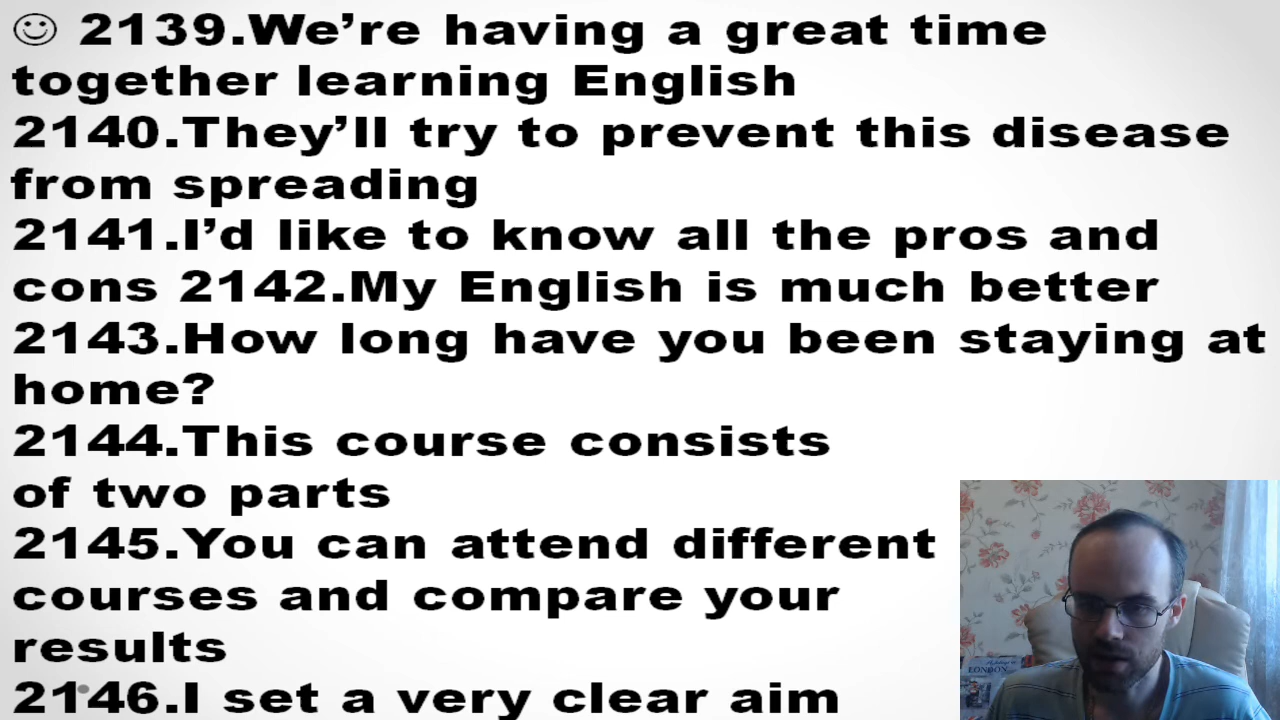 ☺ 2139.We’re having a great time
together learning English
2140.They’ll try to prevent this disease
from spreading
2141.I’d like to know all the pros and
cons 2142.My English is much better
2143.How long have you been staying at
home?
2144.This course consists
of two parts
2145.You can attend different
courses and compare your
results
2146.I set a very clear aim
LONDON